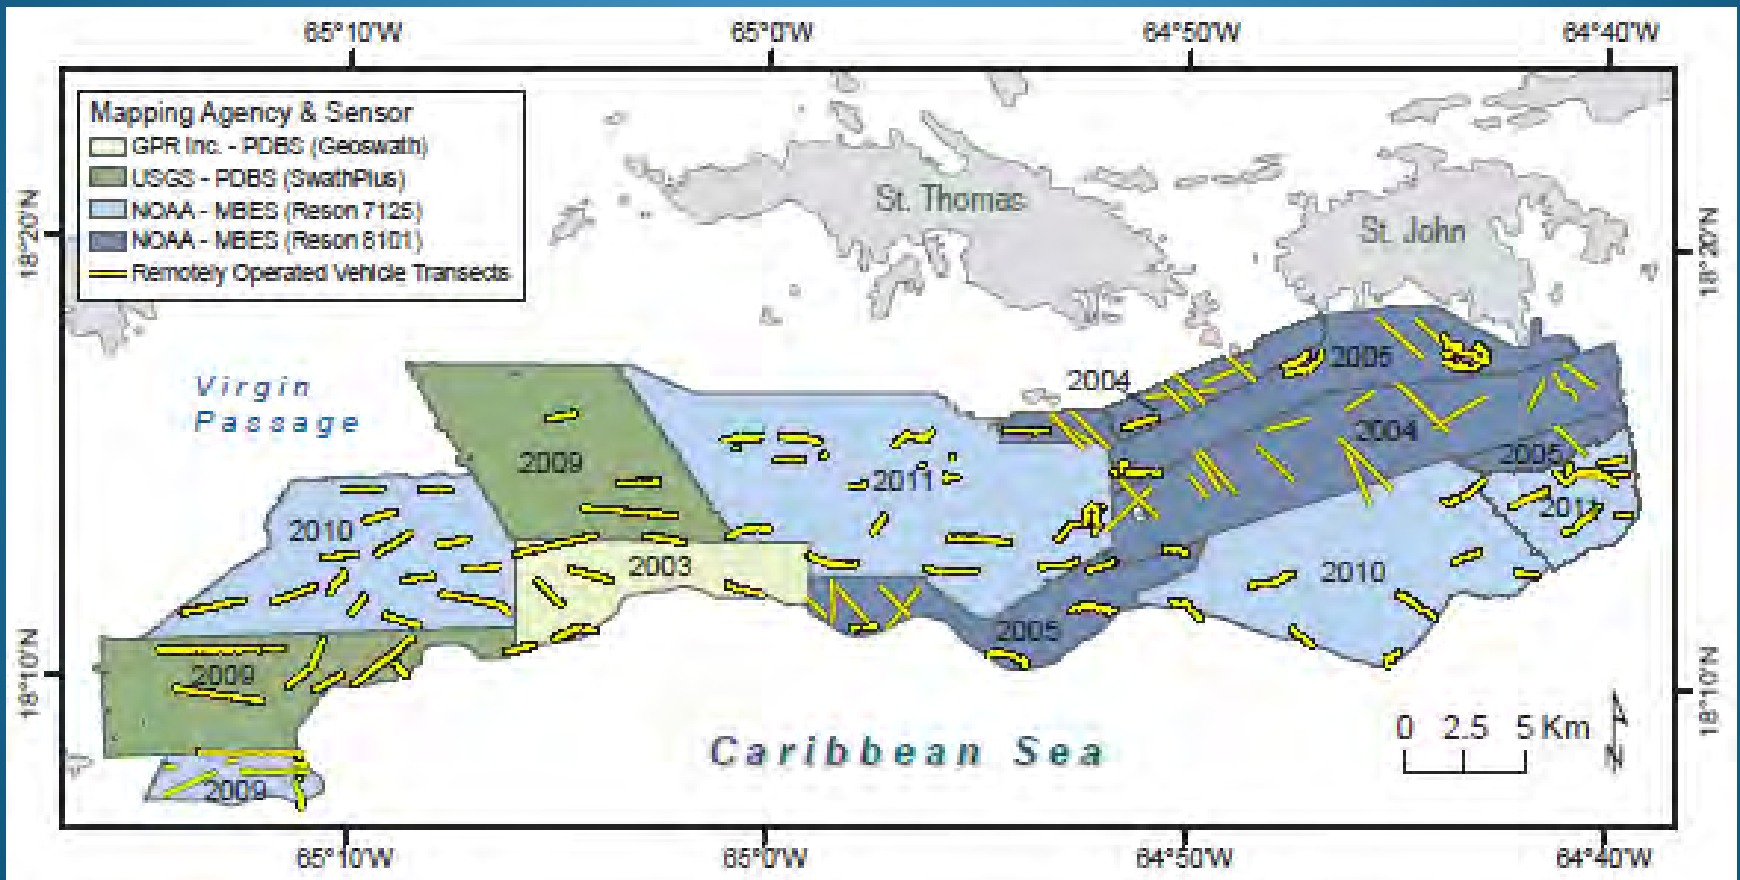 65°10'W 65°0'W 64°50'W 64°40'W
Mapping Agency & Sensor
GPR Inc. - PDBS (Geoswath)
USGS - PDBS (SwathPlus)
NOAA - MBES (Reson 7125)
NOAA - MBES (Reson 8101)
Remotely Operated Vehicle Transects
St. Thomas
St. John
18°20'N
18°20'N
Virgin
Passage
2004
2005
2009
2011
2004
2005
2010
2011
2003
2010
2005
2009
18°10'N
18°10'N
Caribbean Sea
0 2.5 5 Km
N
2009
65°10'W 65°0'W 64°50'W 64°40'W